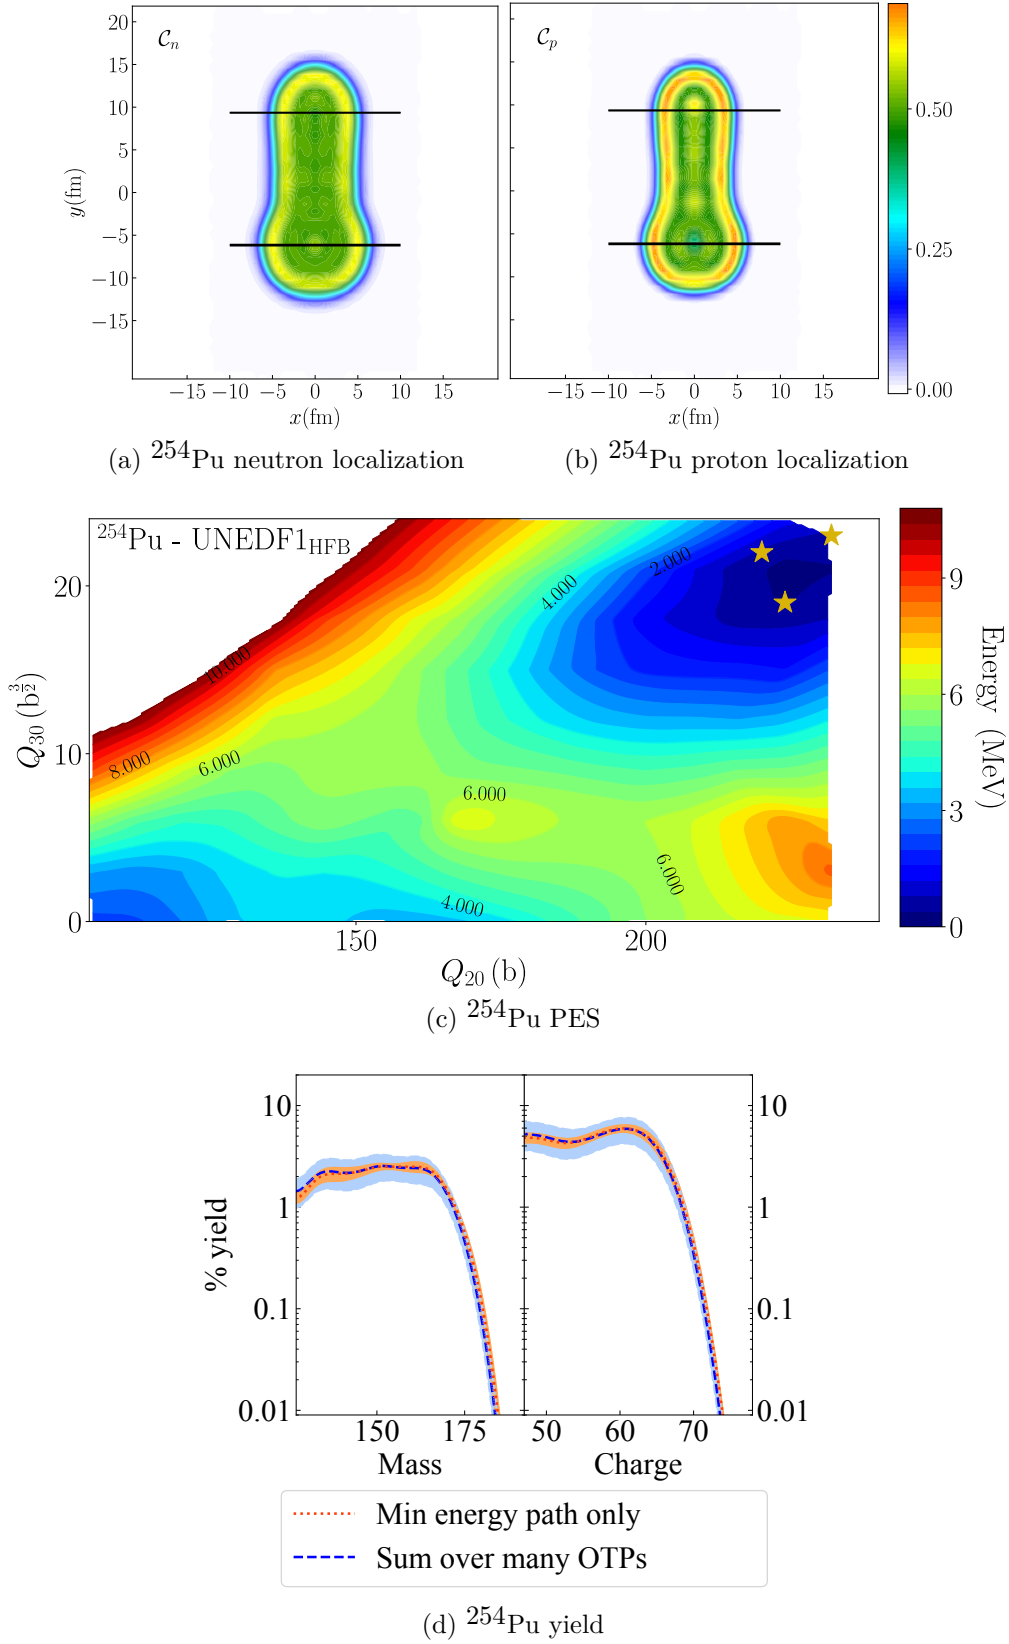 𝒞n 𝒞p
20
15
10
5
0
−5
−10
−15
y(fm)
0.50
0.25
0.00
−15 −10 −5 0 5 10 15 −15 −10 −5 0 5 10 15
x(fm) x(fm)
(a) 254Pu neutron localization (b) 254Pu proton localization
254Pu - UNEDF1HFB
20
10
0
Q30 (b3/2)
2.000
4.000
10.000
8.000
6.000
6.000
6.000
4.000
150 200
Q20 (b)
9
6
3
0
Energy (MeV)
(c) 254Pu PES
10 10
1 1
0.1 0.1
0.01 0.01
% yield
150 175 50 60 70
Mass Charge
Min energy path only
Sum over many OTPs
(d) 254Pu yield